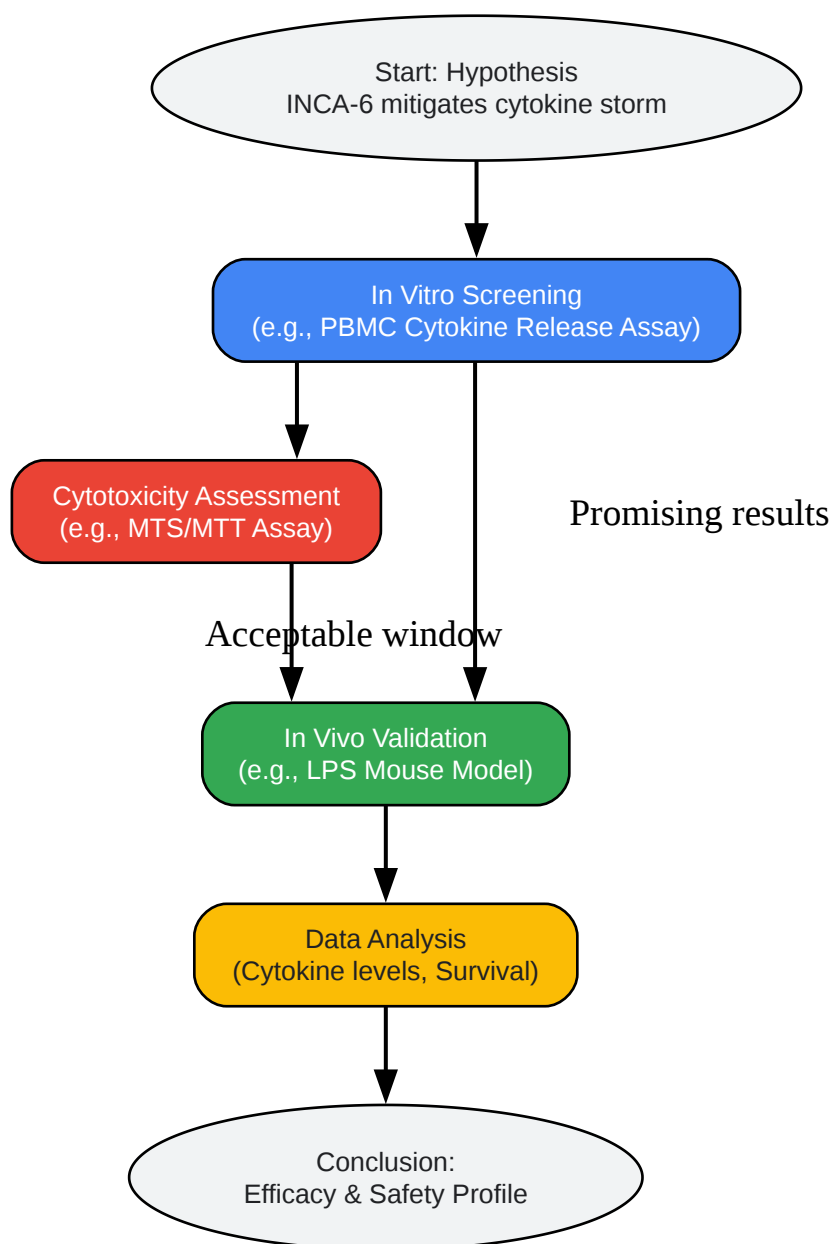 Start: Hypothesis
INCA-6 mitigates cytokine storm
In Vitro Screening
(e.g., PBMC Cytokine Release Assay)
Cytotoxicity Assessment
(e.g., MTS/MTT Assay)
Promising results
Acceptable window
In Vivo Validation
(e.g., LPS Mouse Model)
Data Analysis
(Cytokine levels, Survival)
Conclusion:
Efficacy & Safety Profile